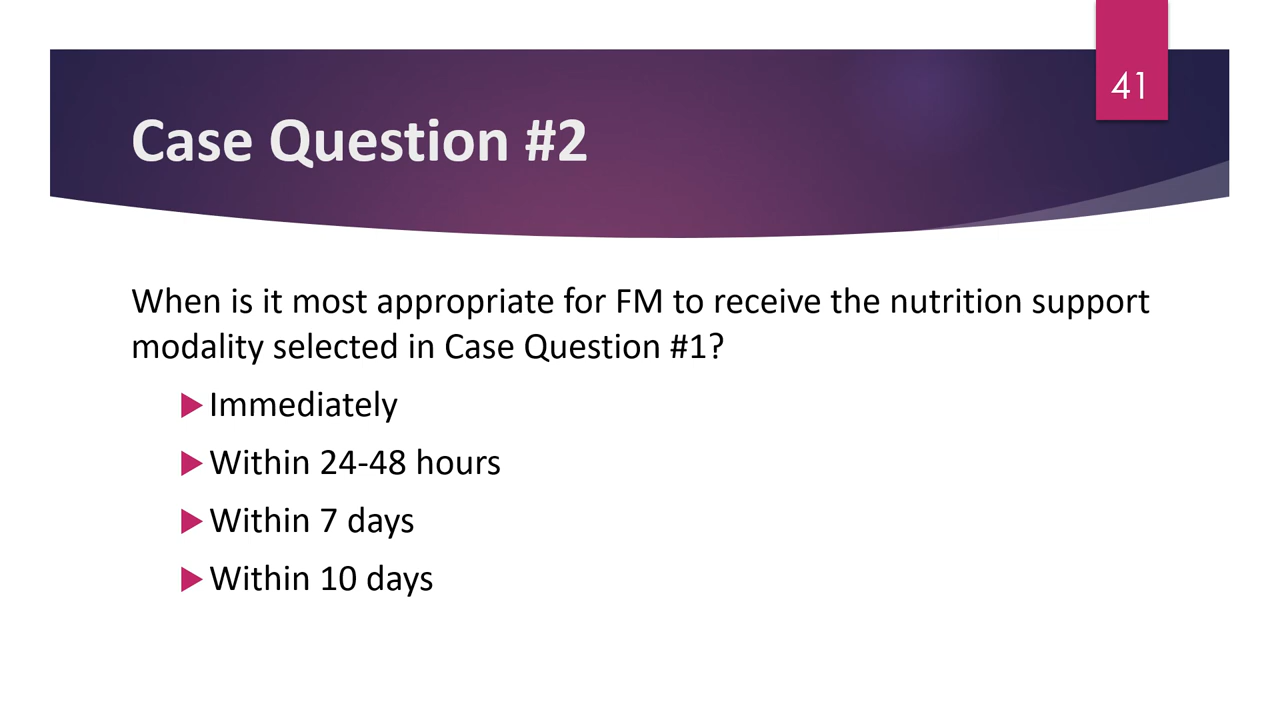 41
Case Question #2
When is it most appropriate for FM to receive the nutrition support
modality selected in Case Question #1?
Immediately
Within 24-48 hours
Within 7 days
Within 10 days